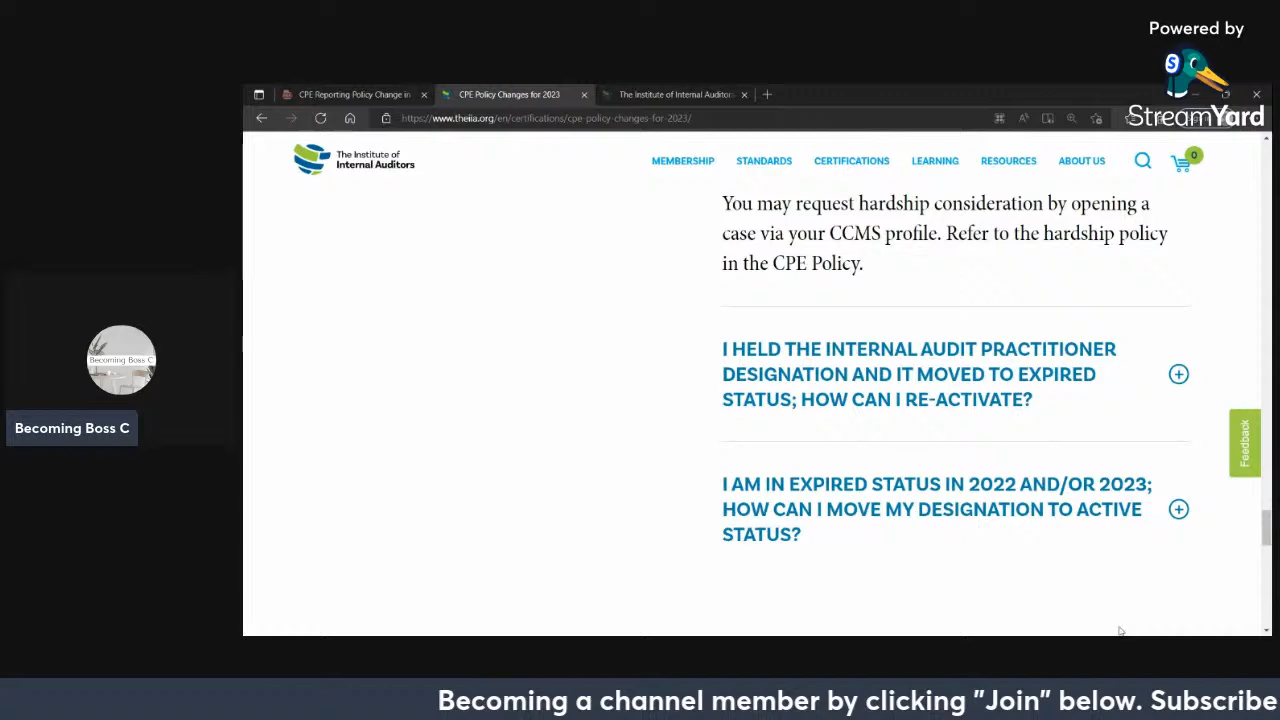 Powered by
StreamYard
CPE Reporting Policy Change in
CPE Policy Changes for 2023
The Institute of Internal Auditors
https://www.theiia.org/en/certifications/cpe-policy-changes-for-2023/
The Institute of
Internal Auditors
MEMBERSHIP
STANDARDS
CERTIFICATIONS
LEARNING
RESOURCES
ABOUT US
0
You may request hardship consideration by opening a
case via your CCMS profile. Refer to the hardship policy
in the CPE Policy.
I HELD THE INTERNAL AUDIT PRACTITIONER
DESIGNATION AND IT MOVED TO EXPIRED
STATUS; HOW CAN I RE-ACTIVATE?
I AM IN EXPIRED STATUS IN 2022 AND/OR 2023;
HOW CAN I MOVE MY DESIGNATION TO ACTIVE
STATUS?
Feedback
Becoming Boss C
Becoming Boss C
Becoming a channel member by clicking "Join" below. Subscribe